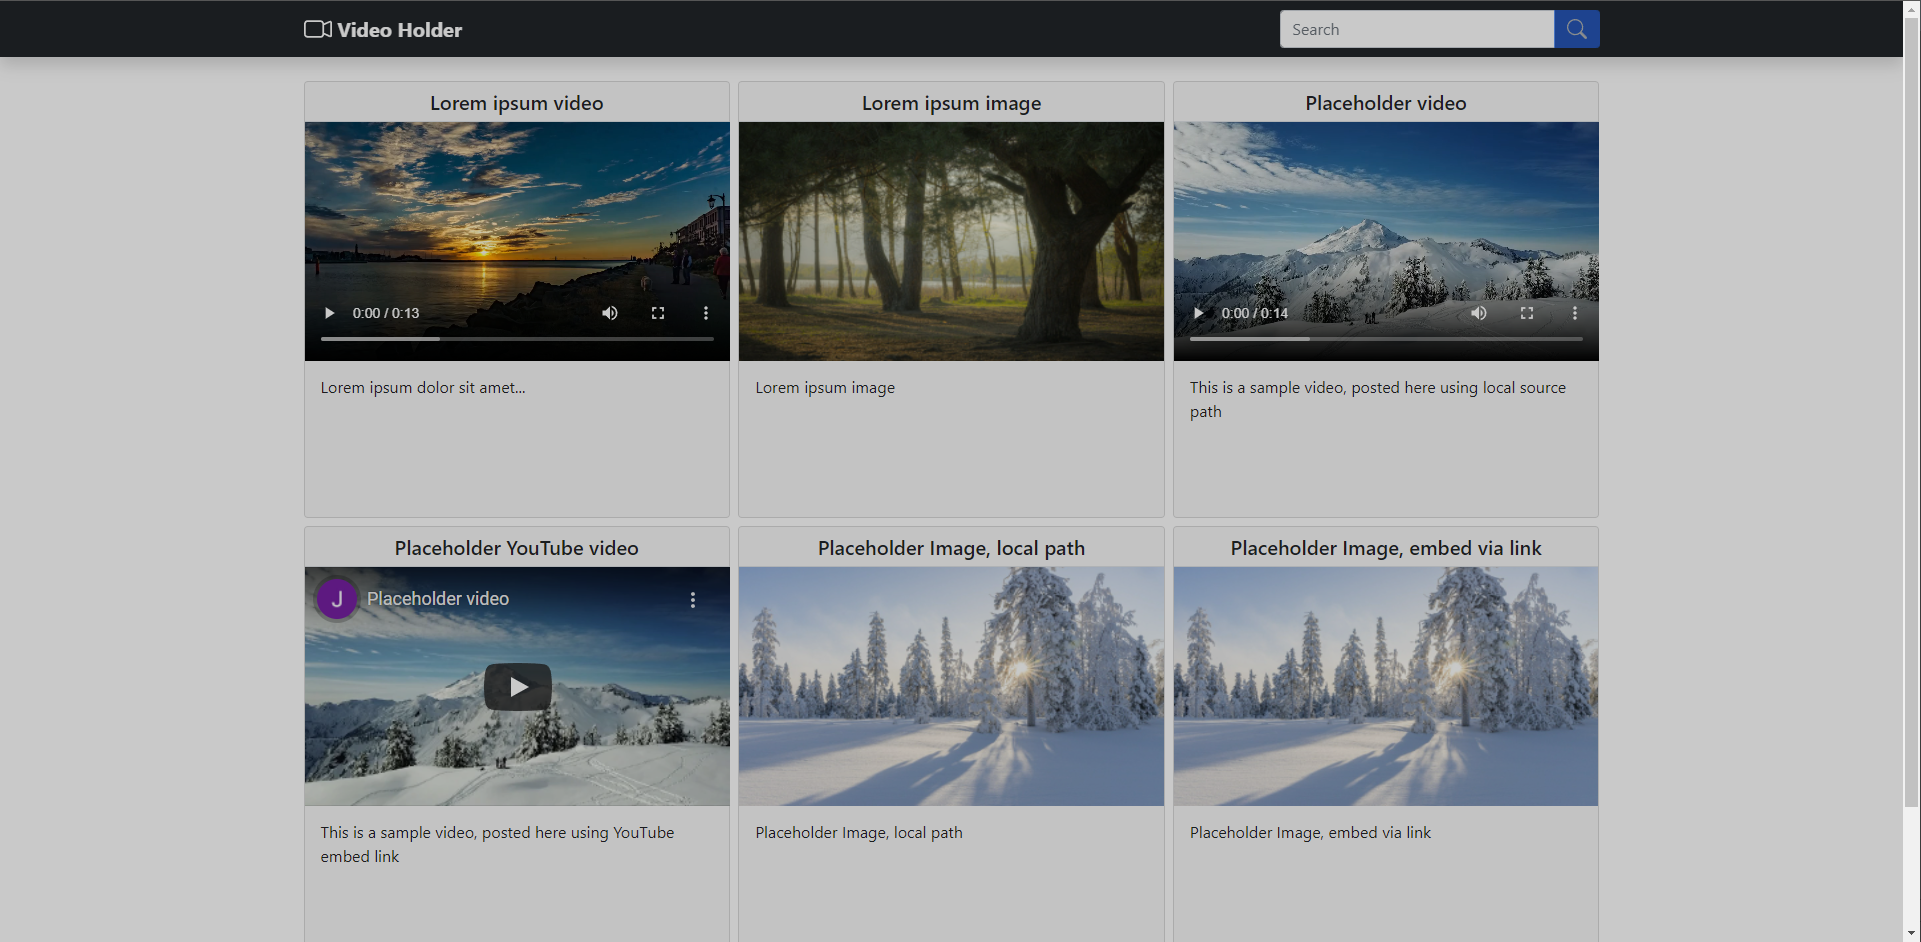 Video Holder
Search
Lorem ipsum video
Lorem ipsum image
Placeholder video
0:00 / 0:13
0:00 / 0:14
Lorem ipsum dolor sit amet...
Lorem ipsum image
This is a sample video, posted here using local source
path
Placeholder YouTube video
Placeholder Image, local path
Placeholder Image, embed via link
J
Placeholder video
This is a sample video, posted here using YouTube
embed link
Placeholder Image, local path
Placeholder Image, embed via link